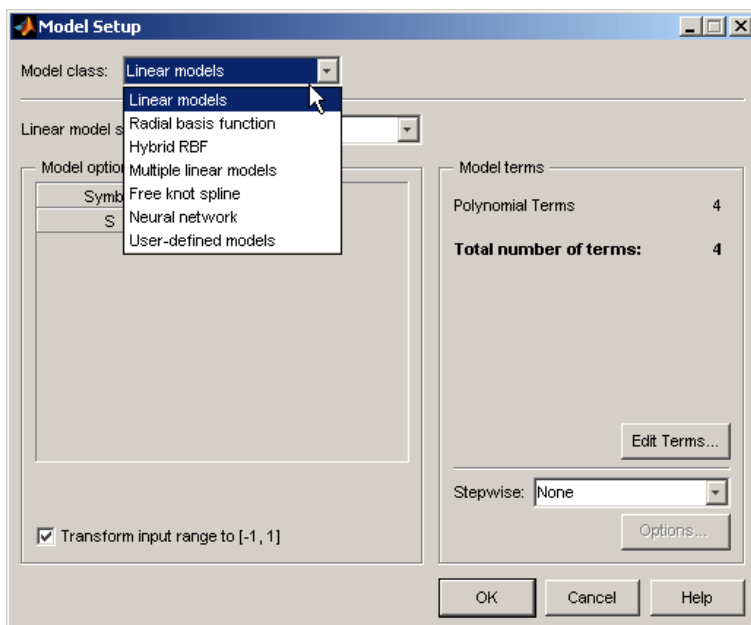 Model Setup
Model class: Linear models
Linear models
Radial basis function
Hybrid RBF
Multiple linear models
Free knot spline
Neural network
User-defined models
Linear model s
Model optio
Symb
S
Transform input range to [-1, 1]
Model terms
Polynomial Terms 4
Total number of terms: 4
Edit Terms...
Stepwise: None
Options...
OK Cancel Help